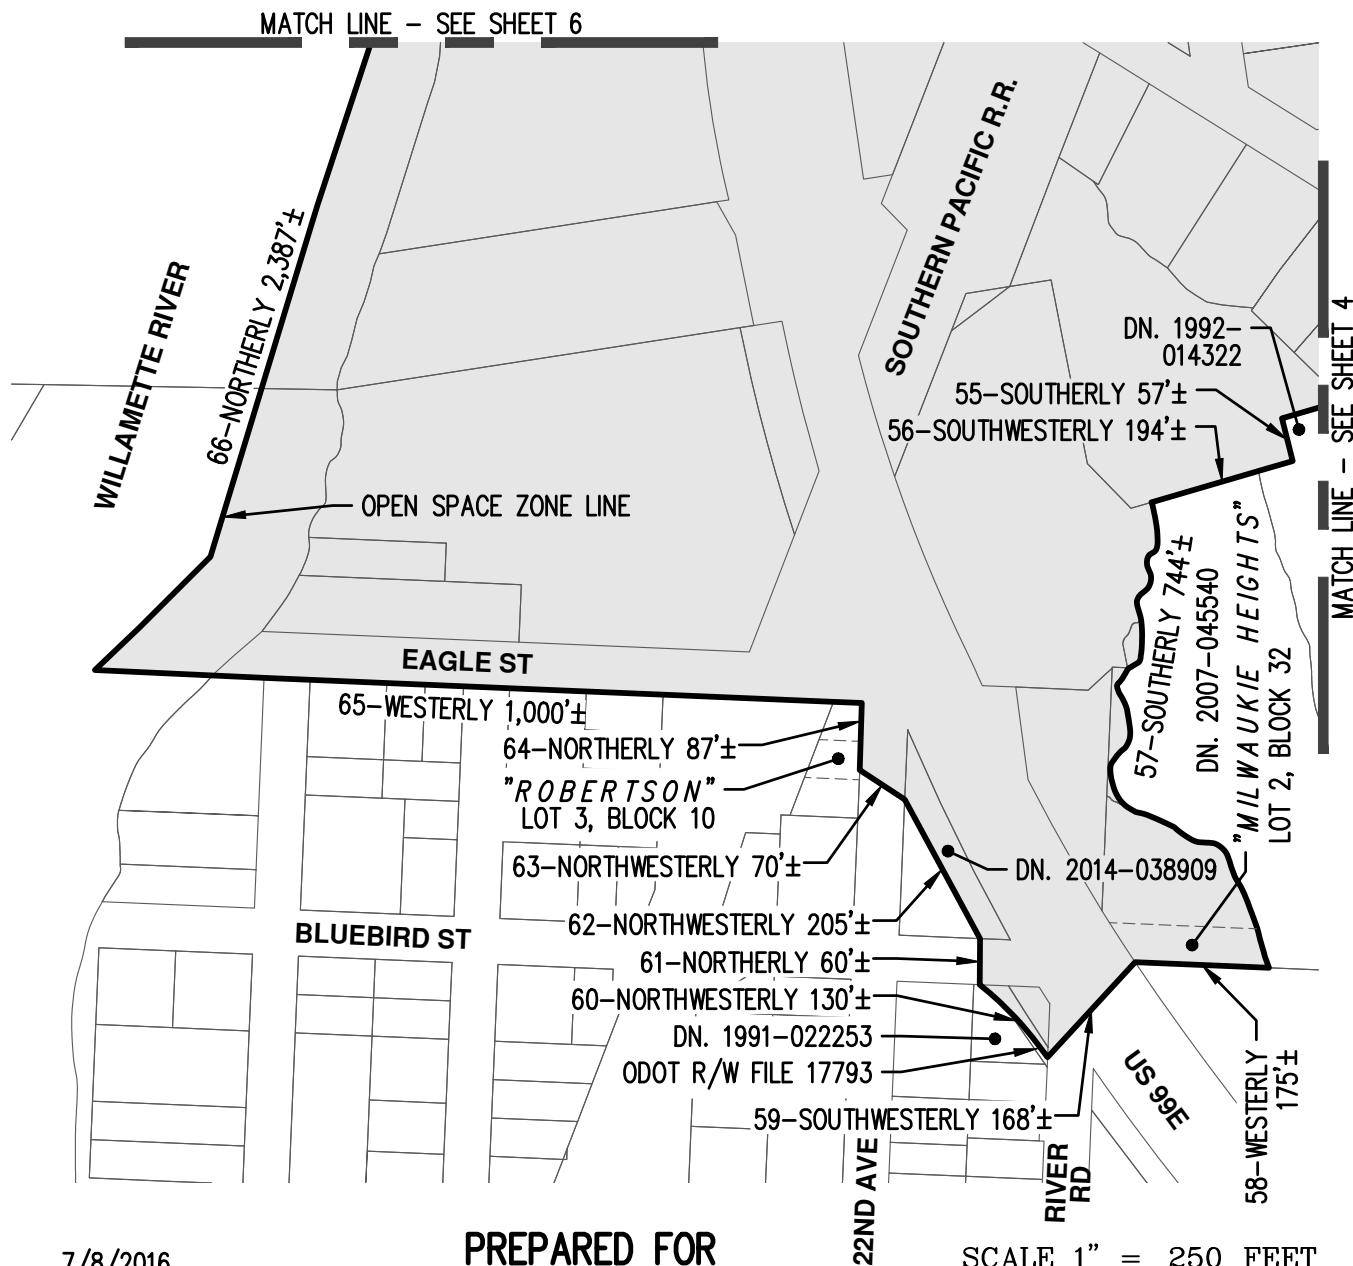 MATCH LINE – SEE SHEET 6
SOUTHERN PACIFIC R.R.
WILLAMETTE RIVER
66–NORTHERLY 2,387'±
DN. 1992–
014322
MATCH LINE – SEE SHEET 4
55–SOUTHERLY 57'±
56–SOUTHWESTERLY 194'±
OPEN SPACE ZONE LINE
57–SOUTHERLY 744'±
DN. 2007–045540
"MILWAUKIE HEIGHTS"
LOT 2, BLOCK 32
EAGLE ST
65–WESTERLY 1,000'±
64–NORTHERLY 87'±
"ROBERTSON"
LOT 3, BLOCK 10
63–NORTHWESTERLY 70'±
DN. 2014–038909
62–NORTHWESTERLY 205'±
BLUEBIRD ST
61–NORTHERLY 60'±
60–NORTHWESTERLY 130'±
DN. 1991–022253
ODOT R/W FILE 17793
US 99E
58–WESTERLY
175'±
59–SOUTHWESTERLY 168'±
22ND AVE
RIVER
RD
7/8/2016
PREPARED FOR
SCALE 1" = 250 FEET